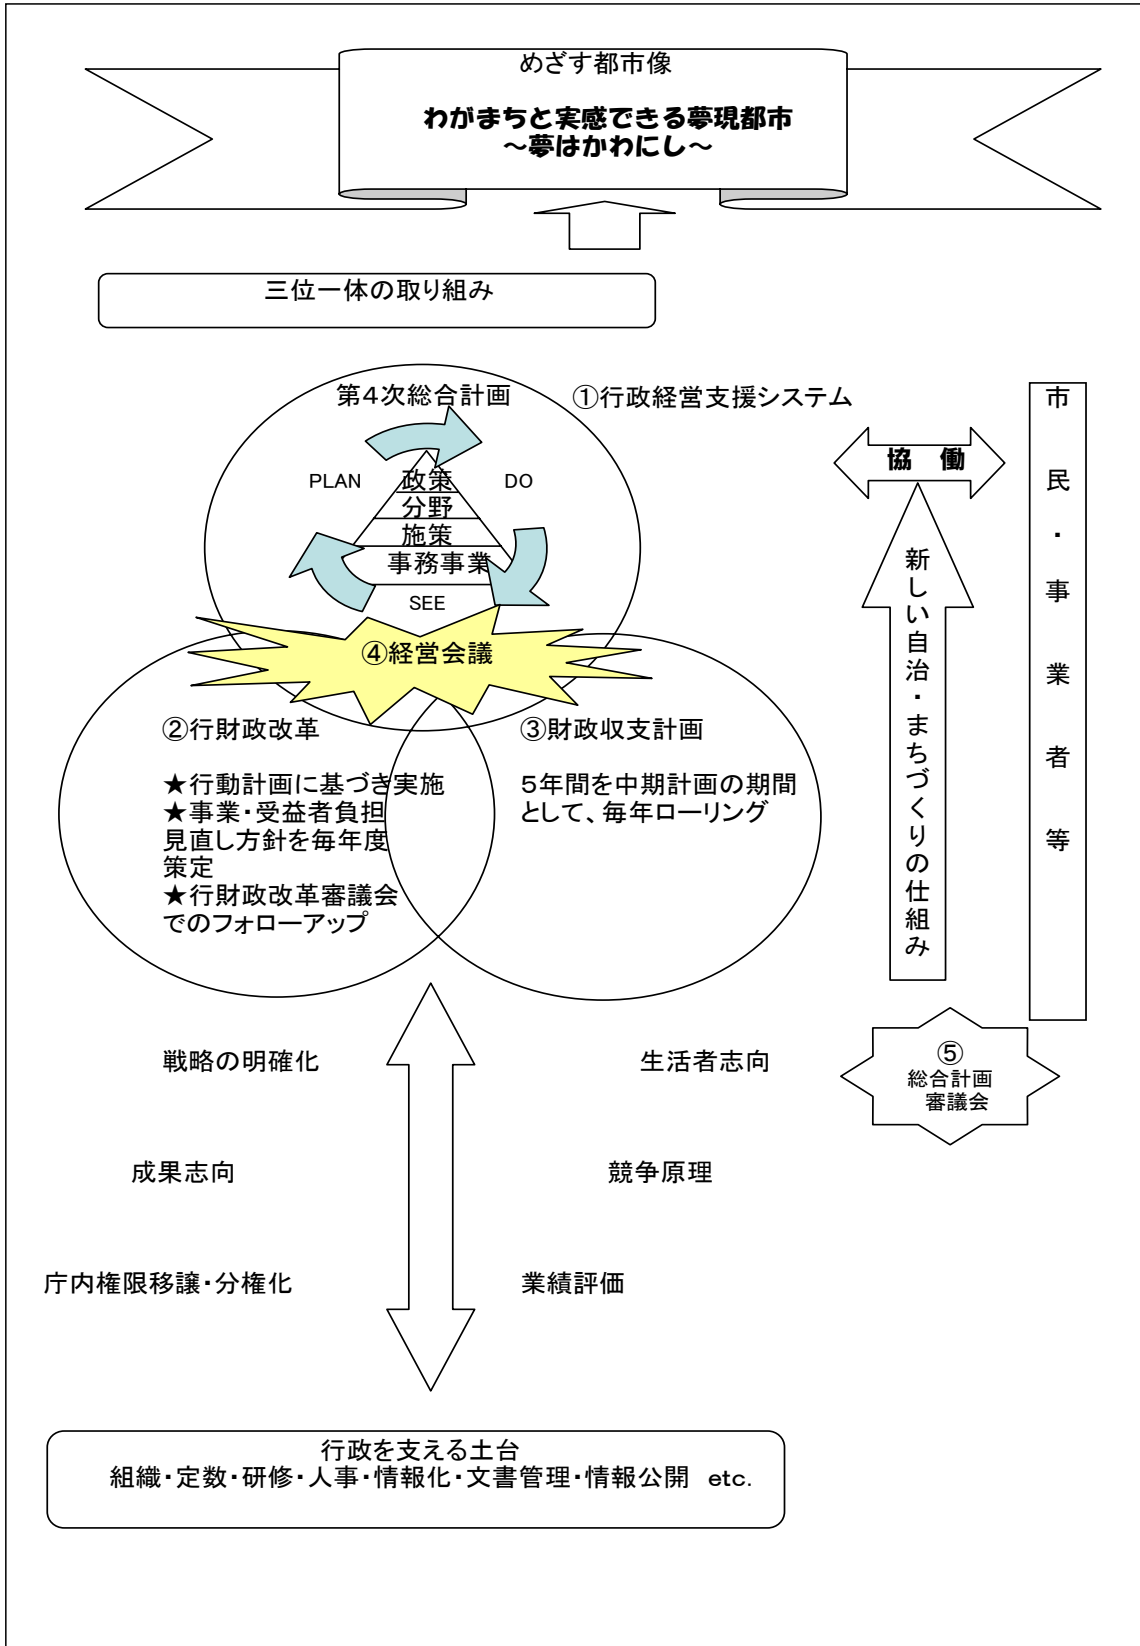 めざす都市像
わがまちと実感できる夢現都市
～夢はかわにし～
三位一体の取り組み
第4次総合計画
①行政経営支援システム
PLAN
DO
政策
分野
施策
事務事業
SEE
④経営会議
②行財政改革
★行動計画に基づき実施
★事業・受益者負担
見直し方針を毎年度
策定
★行財政改革審議会
でのフォローアップ
③財政収支計画
5年間を中期計画の期間
として、毎年ローリング
協 働
新しい自治・まちづくりの仕組み
市民・事業者等
⑤
総合計画
審議会
戦略の明確化
生活者志向
成果志向
競争原理
庁内権限移譲・分権化
業績評価
行政を支える土台
組織・定数・研修・人事・情報化・文書管理・情報公開 etc.